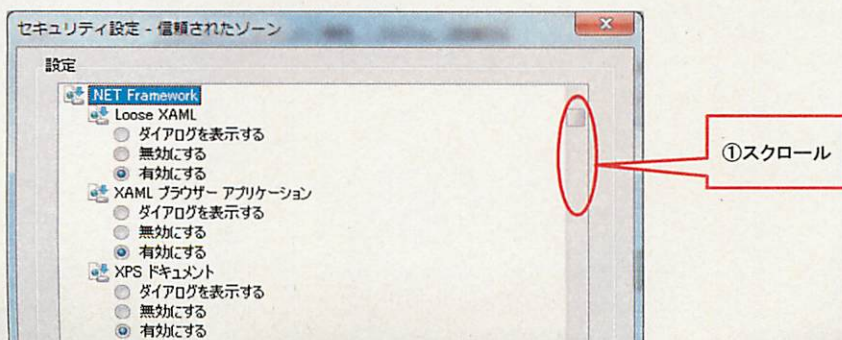 セキュリティ設定 - 信頼されたゾーン
設定
NET Framework
Loose XAML
ダイアログを表示する
無効にする
有効にする
XAML ブラウザー アプリケーション
ダイアログを表示する
無効にする
有効にする
XPS ドキュメント
ダイアログを表示する
無効にする
有効にする
①スクロール